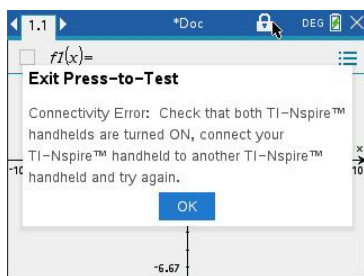 1.1 *Doc DEG
f1(x)=
Exit Press-to-Test
Connectivity Error: Check that both TI-Nspire™
handhelds are turned ON, connect your
TI-Nspire™ handheld to another TI-Nspire™
handheld and try again.
x
-10 10
OK
-6.67